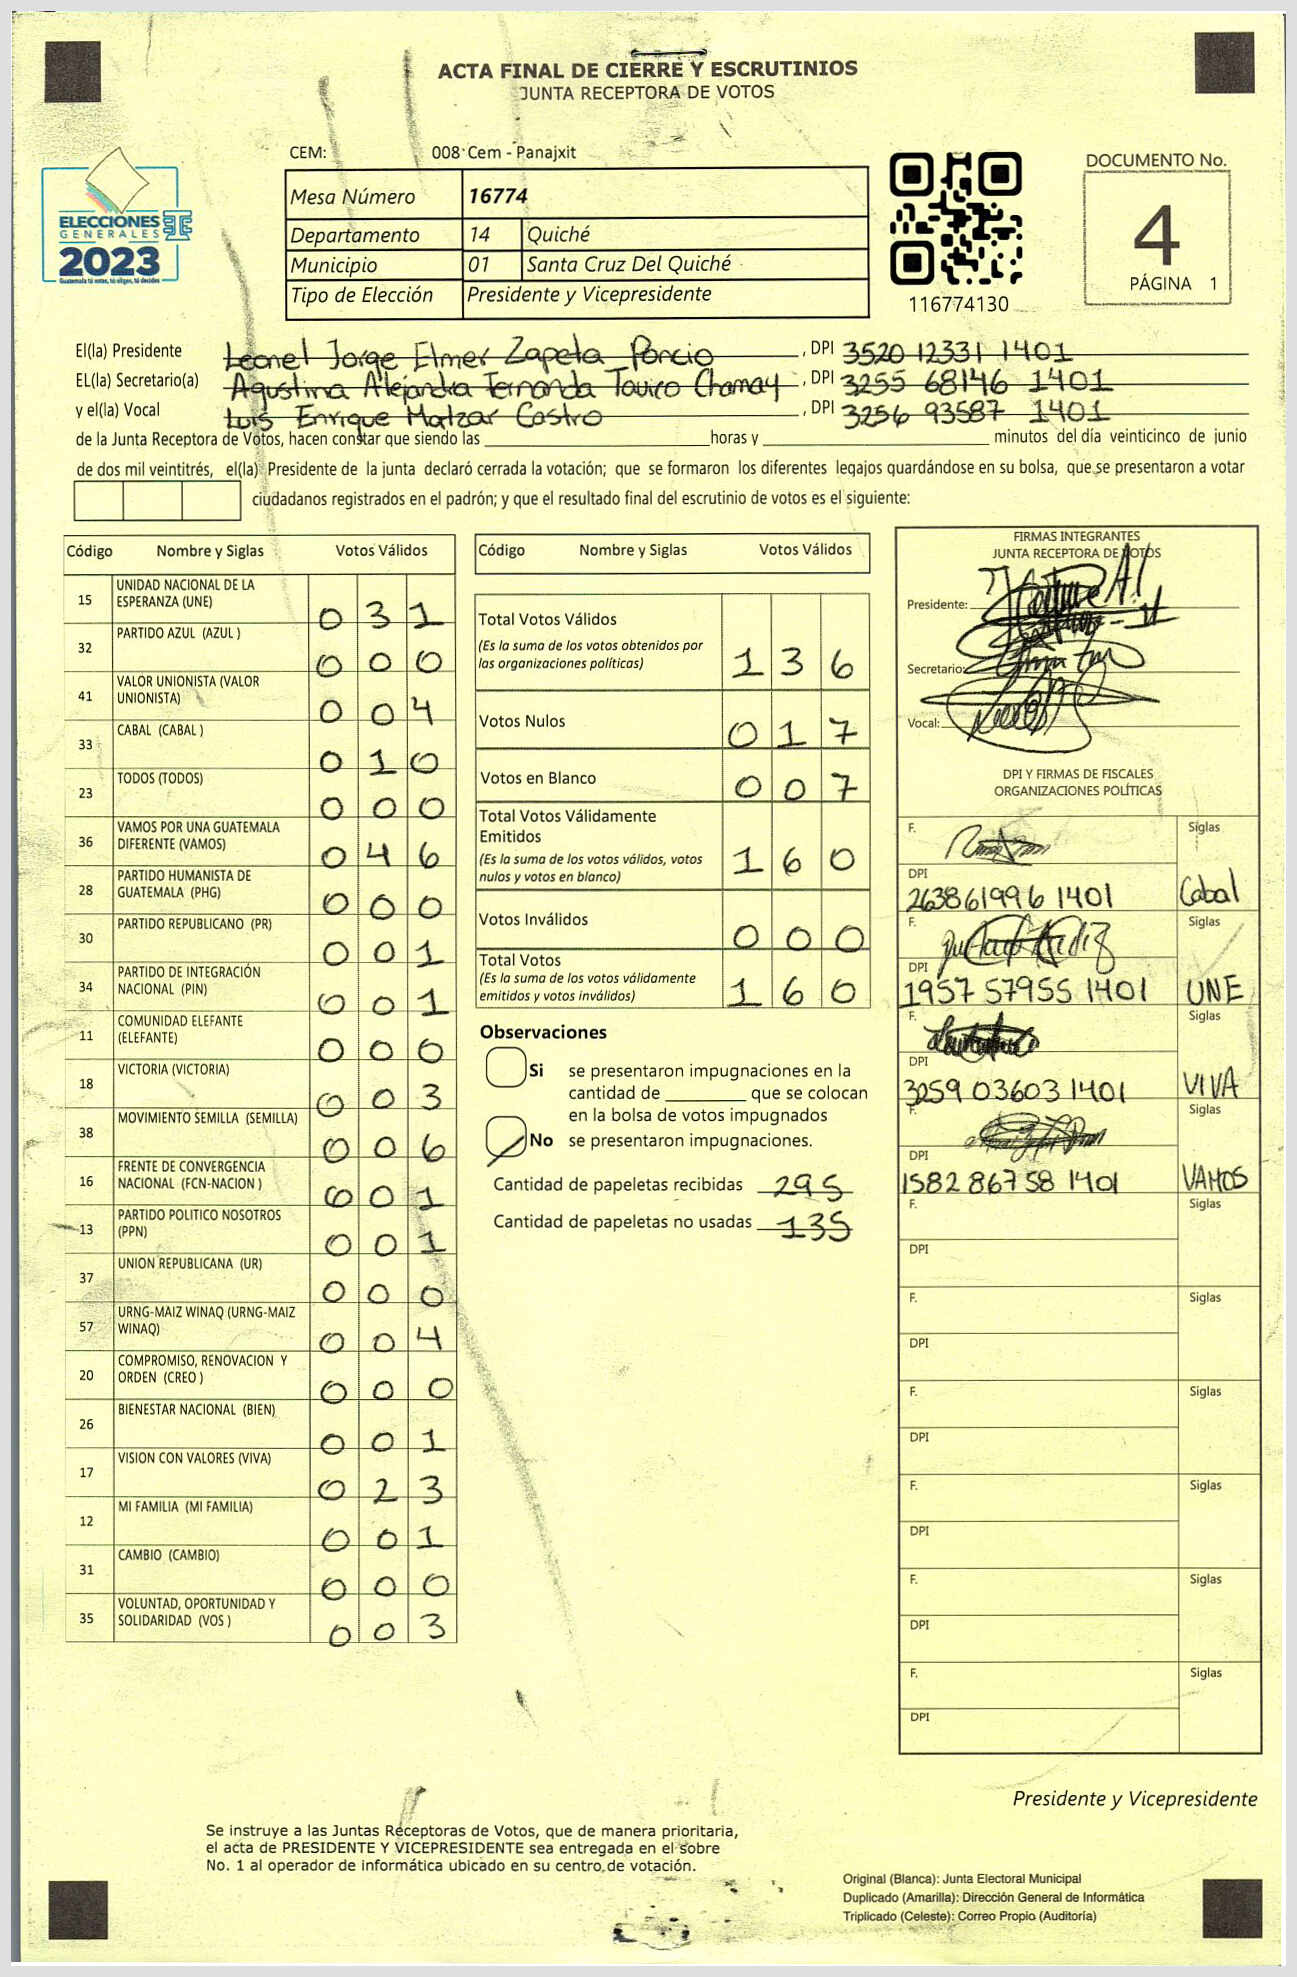 ACTA FINAL DE CIERRE Y ESCRUTINIOS
JUNTA RECEPTORA DE VOTOS
CEM: 008 Cem - Panajxit
Mesa Número 16774
Departamento 14 Quiché
Municipio 01 Santa Cruz Del Quiché
Tipo de Elección Presidente y Vicepresidente
ELECCIONES
GENERALES
2023
Guatemala tú votas, tú eliges, tú decides
116774130
DOCUMENTO No.
4
PÁGINA 1
El(la) Presidente Leonel Jorge Elmer Zapeta Poncio, DPI 3520 12331 1401
EL(la) Secretario(a) Agustina Alejandra Fernanda Tavico Chamay, DPI 3255 68146 1401
y el(la) Vocal Luis Enrique Matzar Castro, DPI 3256 93587 1401
de la Junta Receptora de Votos, hacen constar que siendo las horas y minutos del día veinticinco de junio
de dos mil veintitrés, el(la) Presidente de la junta declaró cerrada la votación; que se formaron los diferentes legajos guardándose en su bolsa, que se presentaron a votar
ciudadanos registrados en el padrón; y que el resultado final del escrutinio de votos es el siguiente:
Código Nombre y Siglas Votos Válidos
15 UNIDAD NACIONAL DE LA ESPERANZA (UNE) 0 3 1
32 PARTIDO AZUL (AZUL ) 0 0 0
41 VALOR UNIONISTA (VALOR UNIONISTA) 0 0 4
33 CABAL (CABAL ) 0 1 0
23 TODOS (TODOS) 0 0 0
36 VAMOS POR UNA GUATEMALA DIFERENTE (VAMOS) 0 4 6
28 PARTIDO HUMANISTA DE GUATEMALA (PHG) 0 0 0
30 PARTIDO REPUBLICANO (PR) 0 0 1
34 PARTIDO DE INTEGRACIÓN NACIONAL (PIN) 0 0 1
11 COMUNIDAD ELEFANTE (ELEFANTE) 0 0 0
18 VICTORIA (VICTORIA) 0 0 3
38 MOVIMIENTO SEMILLA (SEMILLA) 0 0 6
16 FRENTE DE CONVERGENCIA NACIONAL (FCN-NACION ) 0 0 1
13 PARTIDO POLITICO NOSOTROS (PPN) 0 0 1
37 UNION REPUBLICANA (UR) 0 0 0
57 URNG-MAIZ WINAQ (URNG-MAIZ WINAQ) 0 0 4
20 COMPROMISO, RENOVACION Y ORDEN (CREO ) 0 0 0
26 BIENESTAR NACIONAL (BIEN) 0 0 1
17 VISION CON VALORES (VIVA) 0 2 3
12 MI FAMILIA (MI FAMILIA) 0 0 1
31 CAMBIO (CAMBIO) 0 0 0
35 VOLUNTAD, OPORTUNIDAD Y SOLIDARIDAD (VOS ) 0 0 3
Código Nombre y Siglas Votos Válidos
Total Votos Válidos 1 3 6
(Es la suma de los votos obtenidos por
las organizaciones políticas)
Votos Nulos 0 1 7
Votos en Blanco 0 0 7
Total Votos Válidamente
Emitidos 1 6 0
(Es la suma de los votos válidos, votos
nulos y votos en blanco)
Votos Inválidos 0 0 0
Total Votos 1 6 0
(Es la suma de los votos válidamente
emitidos y votos inválidos)
Observaciones
Si se presentaron impugnaciones en la
cantidad de que se colocan
en la bolsa de votos impugnados
No se presentaron impugnaciones.
Cantidad de papeletas recibidas 295
Cantidad de papeletas no usadas 135
FIRMAS INTEGRANTES
JUNTA RECEPTORA DE VOTOS
Presidente:
Secretario:
Vocal:
DPI Y FIRMAS DE FISCALES
ORGANIZACIONES POLÍTICAS
F. Siglas
DPI
263861996 1401 Cabal
F. Siglas
DPI
1957 57955 1401 UNE
F. Siglas
DPI
3259 03603 1401 VIVA
F. Siglas
DPI
1582 86758 1401 VAMOS
F. Siglas
DPI
F. Siglas
DPI
F. Siglas
DPI
F. Siglas
DPI
F. Siglas
DPI
F. Siglas
DPI
Presidente y Vicepresidente
Se instruye a las Juntas Receptoras de Votos, que de manera prioritaria,
el acta de PRESIDENTE Y VICEPRESIDENTE sea entregada en el sobre
No. 1 al operador de informática ubicado en su centro de votación.
Original (Blanca): Junta Electoral Municipal
Duplicado (Amarilla): Dirección General de Informática
Triplicado (Celeste): Correo Propio (Auditoría)